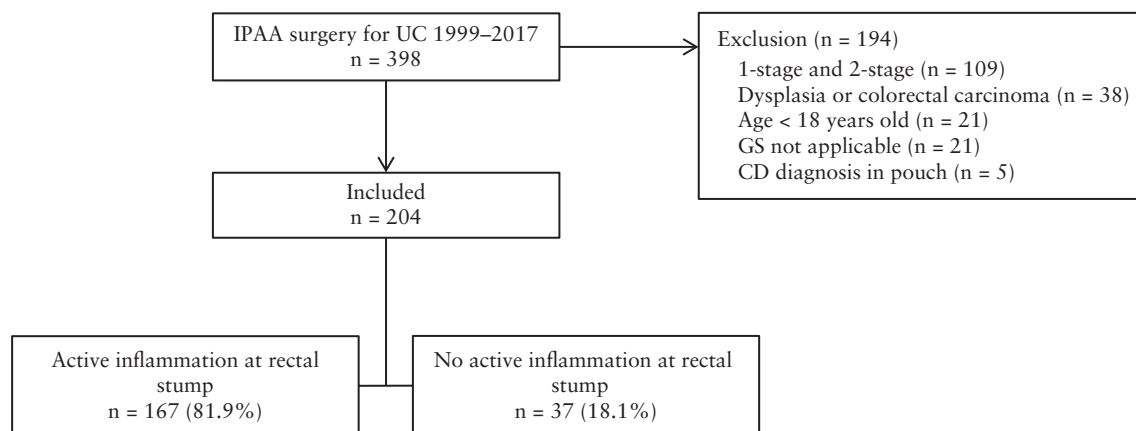 IPAA surgery for UC 1999–2017
n = 398
Exclusion (n = 194)
1-stage and 2-stage (n = 109)
Dysplasia or colorectal carcinoma (n = 38)
Age < 18 years old (n = 21)
GS not applicable (n = 21)
CD diagnosis in pouch (n = 5)
Included
n = 204
Active inflammation at rectal
stump
n = 167 (81.9%)
No active inflammation at rectal
stump
n = 37 (18.1%)